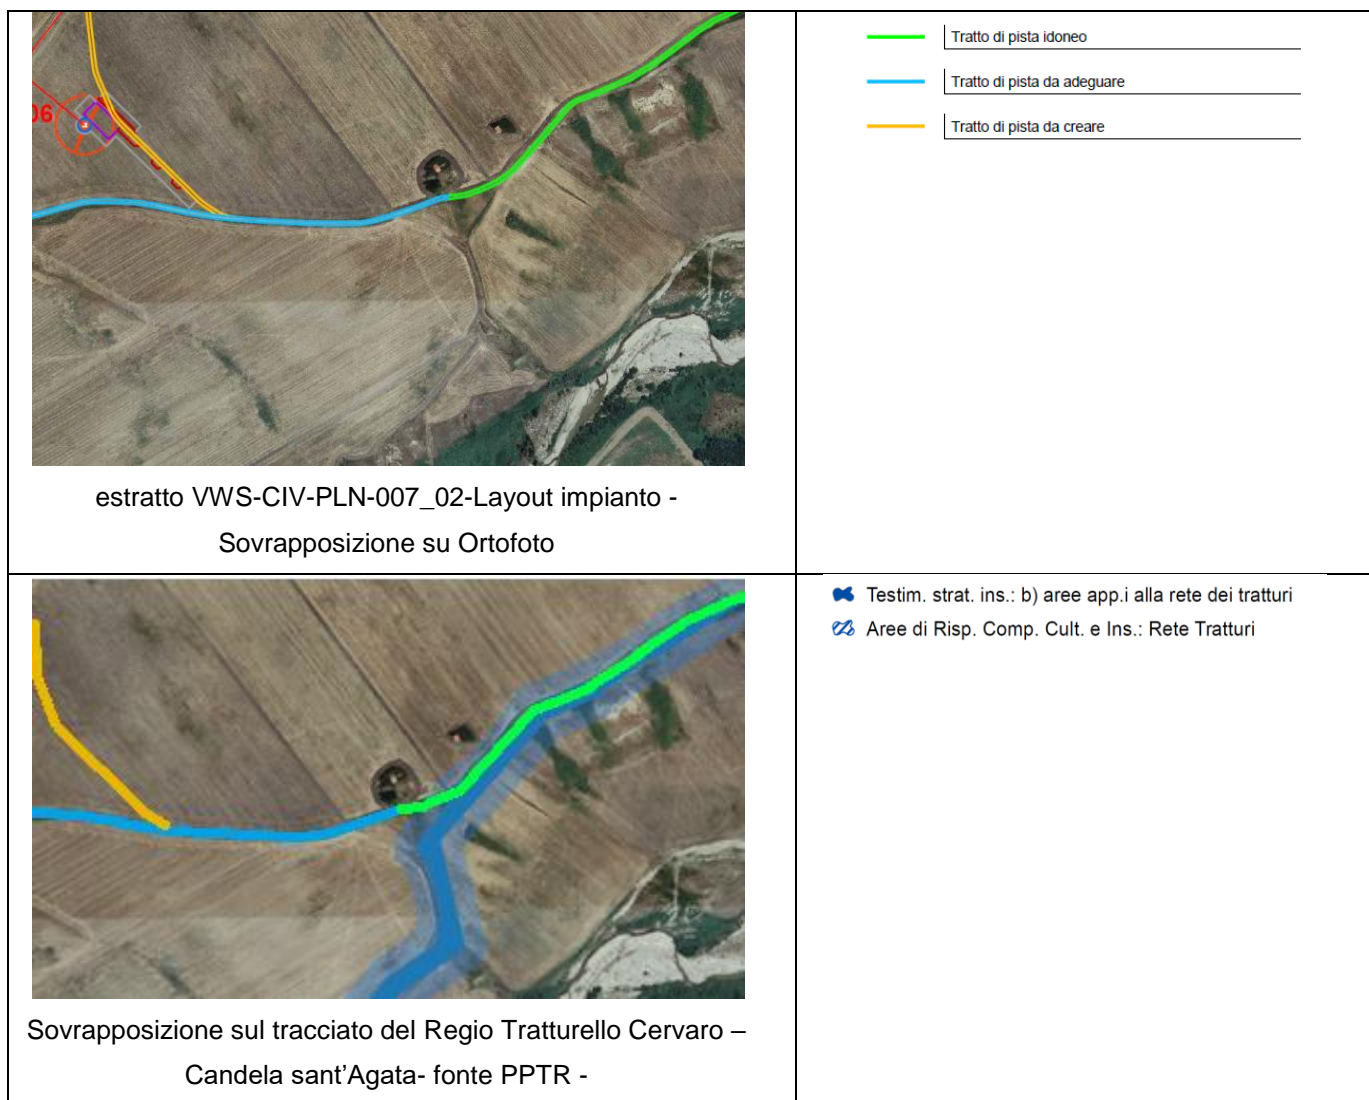 06
Tratto di pista idoneo
Tratto di pista da adeguare
Tratto di pista da creare
estratto VWS-CIV-PLN-007_02-Layout impianto -
Sovrapposizione su Ortofoto
Testim. strat. ins.: b) aree app.i alla rete dei tratturi
Aree di Risp. Comp. Cult. e Ins.: Rete Tratturi
Sovrapposizione sul tracciato del Regio Tratturello Cervaro –
Candela sant'Agata- fonte PPTR -